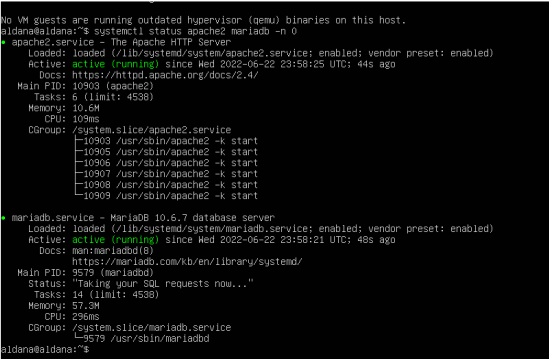 No VM guests are running outdated hypervisor (qemu) binaries on this host.
aldana@aldana:~$ systemctl status apache2 mariadb -n 0
● apache2.service - The Apache HTTP Server
Loaded: loaded (/lib/systemd/system/apache2.service; enabled; vendor preset: enabled)
Active: active (running) since Wed 2022-06-22 23:58:25 UTC; 44s ago
Docs: https://httpd.apache.org/docs/2.4/
Main PID: 10903 (apache2)
Tasks: 6 (limit: 4538)
Memory: 10.6M
CPU: 109ms
CGroup: /system.slice/apache2.service
├─10903 /usr/sbin/apache2 -k start
├─10905 /usr/sbin/apache2 -k start
├─10906 /usr/sbin/apache2 -k start
├─10907 /usr/sbin/apache2 -k start
├─10908 /usr/sbin/apache2 -k start
└─10909 /usr/sbin/apache2 -k start
● mariadb.service - MariaDB 10.6.7 database server
Loaded: loaded (/lib/systemd/system/mariadb.service; enabled; vendor preset: enabled)
Active: active (running) since Wed 2022-06-22 23:58:21 UTC; 48s ago
Docs: man:mariadbd(8)
https://mariadb.com/kb/en/library/systemd/
Main PID: 9579 (mariadbd)
Status: "Taking your SQL requests now..."
Tasks: 14 (limit: 4538)
Memory: 57.3M
CPU: 296ms
CGroup: /system.slice/mariadb.service
└─9579 /usr/sbin/mariadbd
aldana@aldana:~$